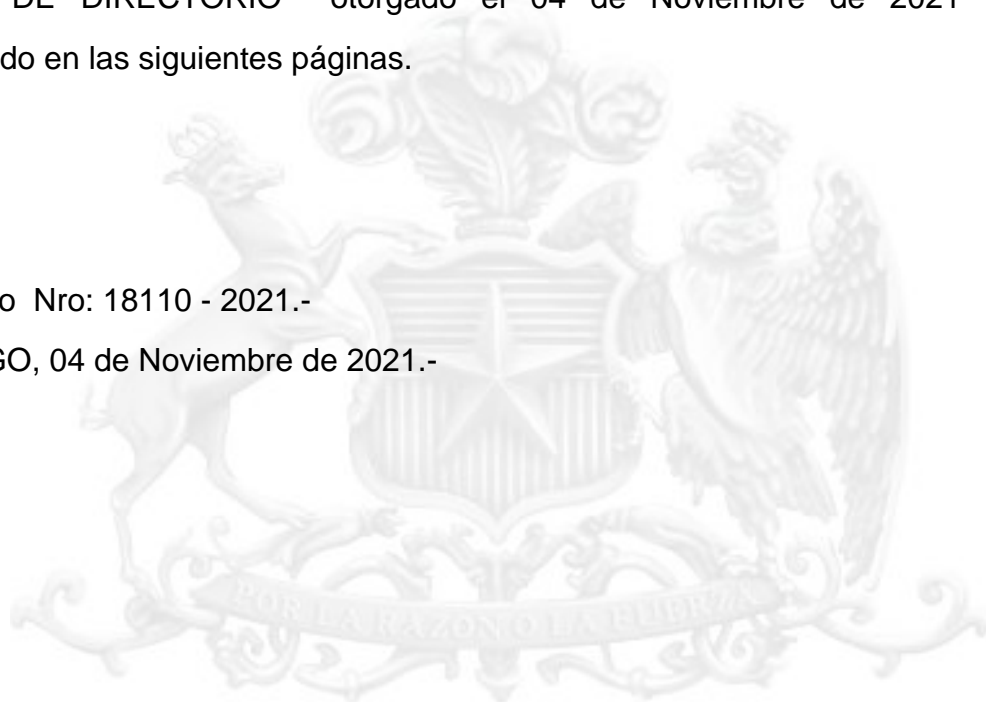 DE DIRECTORIO otorgado el 04 de Noviembre de 2021
do en las siguientes páginas.
o Nro: 18110 - 2021.-
GO, 04 de Noviembre de 2021.-
POR LA RAZON O LA FUERZA